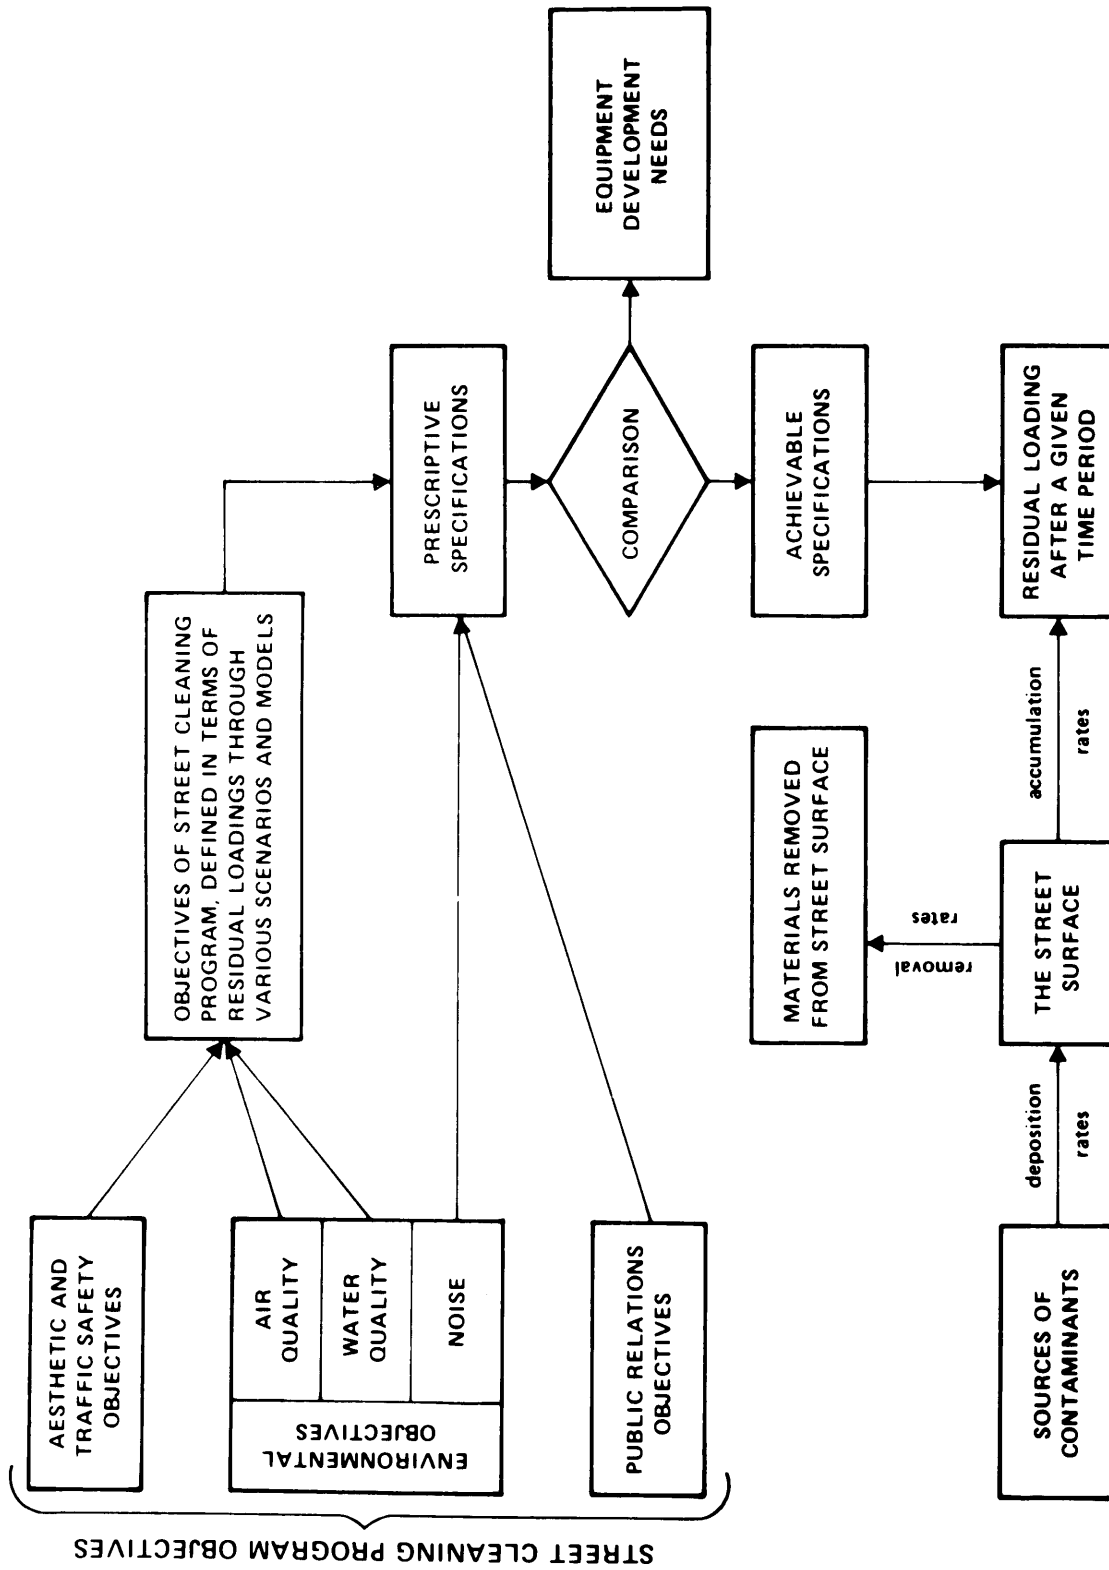 STREET CLEANING PROGRAM OBJECTIVES
AESTHETIC AND
TRAFFIC SAFETY
OBJECTIVES
ENVIRONMENTAL
OBJECTIVES
AIR
QUALITY
WATER
QUALITY
NOISE
PUBLIC RELATIONS
OBJECTIVES
OBJECTIVES OF STREET CLEANING
PROGRAM, DEFINED IN TERMS OF
RESIDUAL LOADINGS THROUGH
VARIOUS SCENARIOS AND MODELS
PRESCRIPTIVE
SPECIFICATIONS
COMPARISON
EQUIPMENT
DEVELOPMENT
NEEDS
ACHIEVABLE
SPECIFICATIONS
MATERIALS REMOVED
FROM STREET SURFACE
removal
rates
SOURCES OF
CONTAMINANTS
deposition
rates
THE STREET
SURFACE
accumulation
rates
RESIDUAL LOADING
AFTER A GIVEN
TIME PERIOD